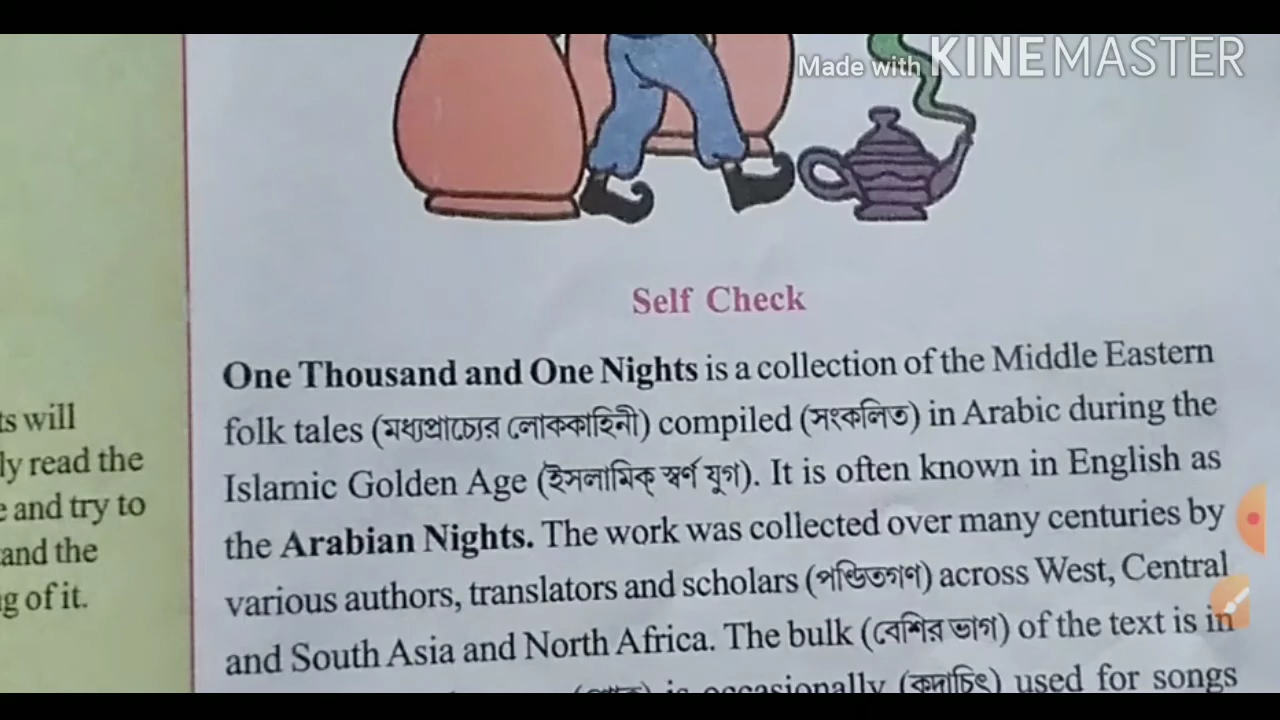 Made with KINEMASTER
Self Check
One Thousand and One Nights is a collection of the Middle Eastern
folk tales (মধ্যপ্রাচ্যের লোককাহিনী) compiled (সংকলিত) in Arabic during the
Islamic Golden Age (ইসলামিক্ স্বর্ণ যুগ). It is often known in English as
the Arabian Nights. The work was collected over many centuries by
various authors, translators and scholars (পণ্ডিতগণ) across West, Central
and South Asia and North Africa. The bulk (বেশির ভাগ) of the text is in
is occasionally (কদাচিৎ) used for songs
ts will
ly read the
e and try to
and the
g of it.